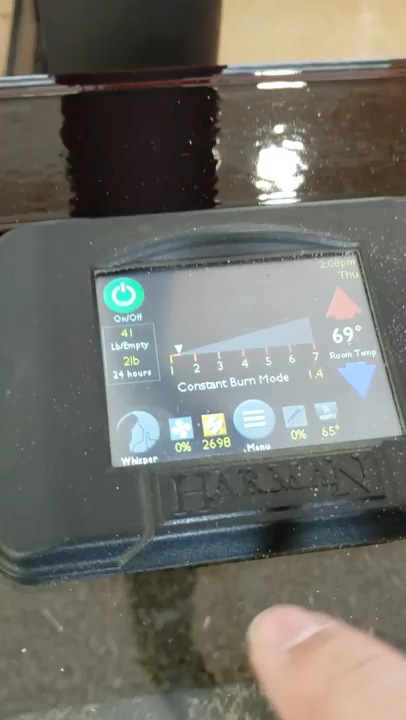 2:08pm
Thu
On/Off
41
Lb/Empty
2lb
24 hours
69°
Room Temp
1 2 3 4 5 6 7
Constant Burn Mode 1.4
Whisper
0%
2698
Menu
0%
65°
HARMAN